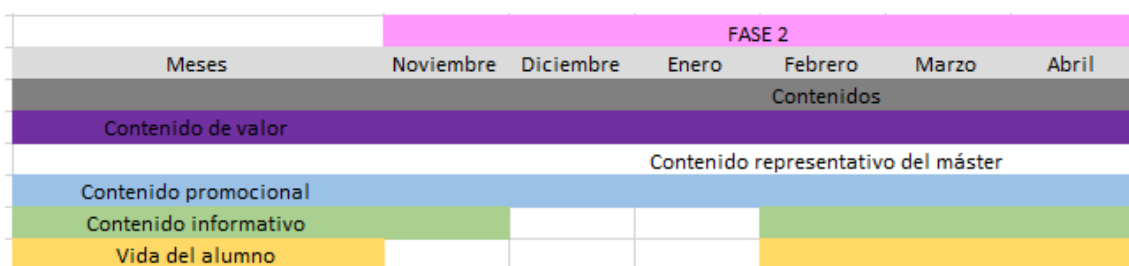 FASE 2
Meses Noviembre Diciembre Enero Febrero Marzo Abril
Contenidos
Contenido de valor
Contenido representativo del máster
Contenido promocional
Contenido informativo
Vida del alumno